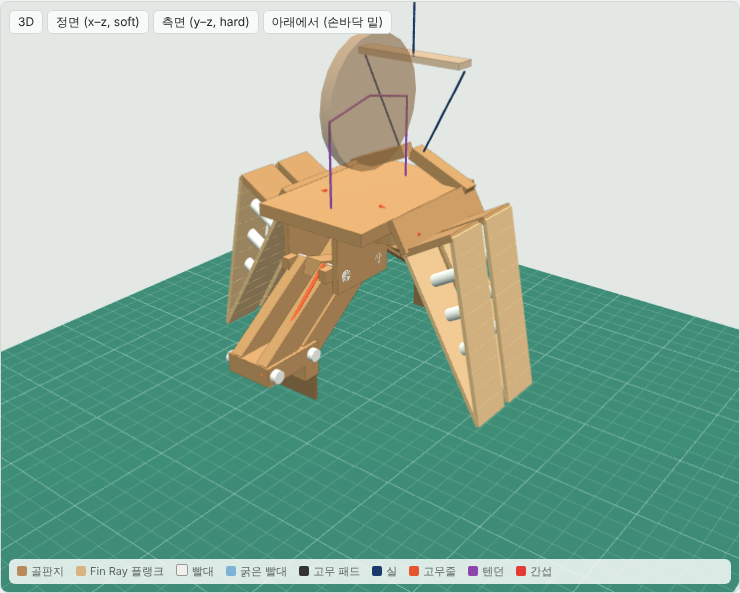 3D 정면 (x–z, soft) 측면 (y–z, hard) 아래에서 (손바닥 밑)
골판지 Fin Ray 플랭크 빨대 굵은 빨대 고무 패드 실 고무줄 텐던 간섭